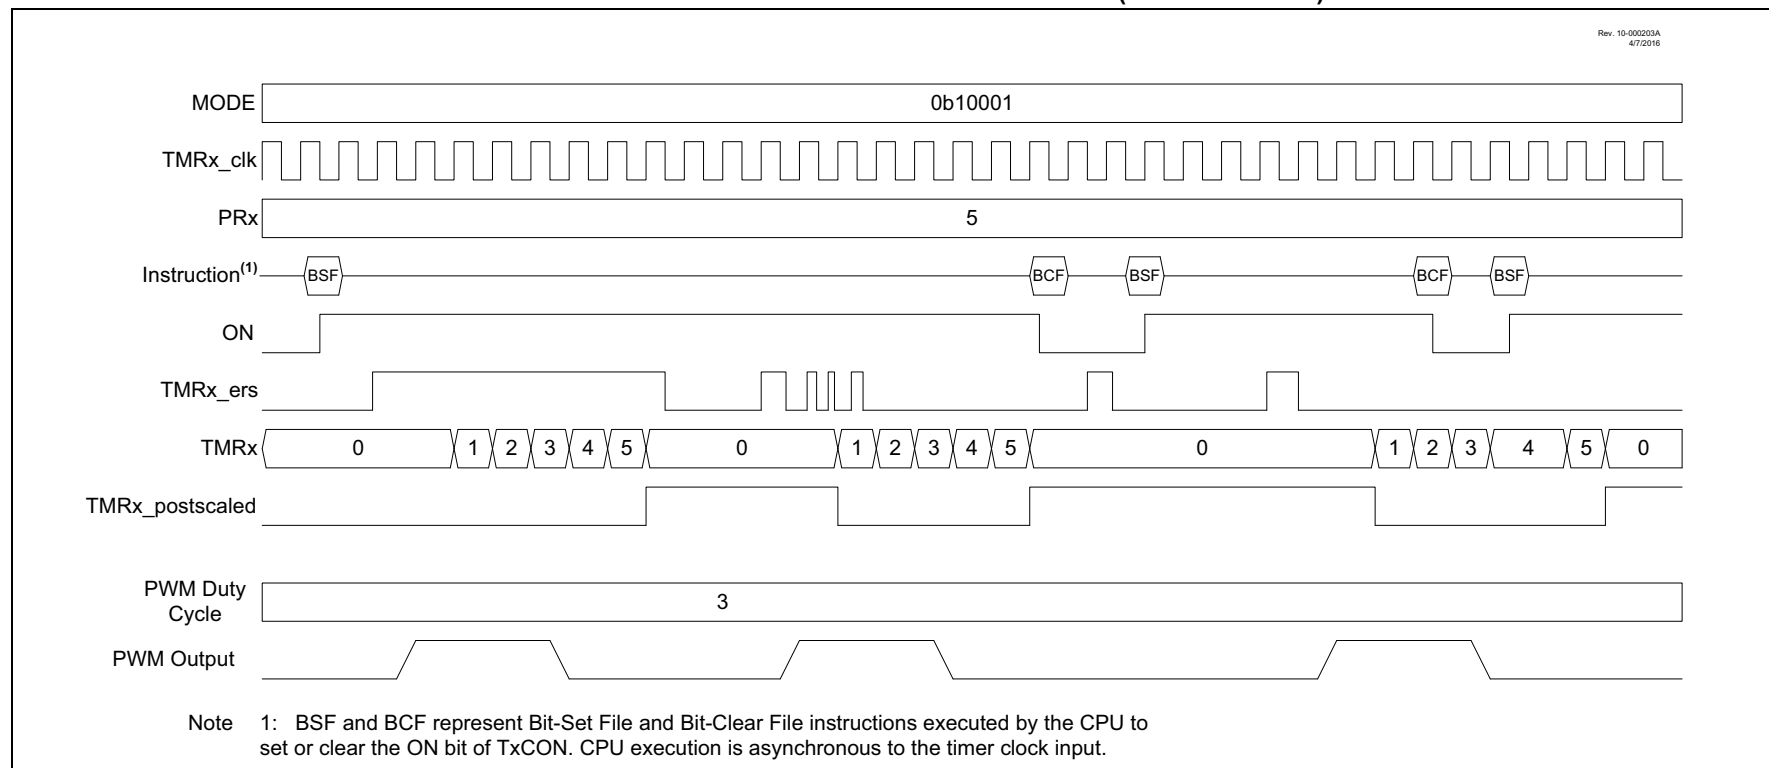 Rev. 10-000203A
4/7/2016
MODE 0b10001
TMRx_clk
PRx 5
Instruction(1) BSF BCF BSF BCF BSF
ON
TMRx_ers
TMRx 0 1 2 3 4 5 0 1 2 3 4 5 0 1 2 3 4 5 0
TMRx_postscaled
PWM Duty
Cycle 3
PWM Output
Note 1: BSF and BCF represent Bit-Set File and Bit-Clear File instructions executed by the CPU to
set or clear the ON bit of TxCON. CPU execution is asynchronous to the timer clock input.